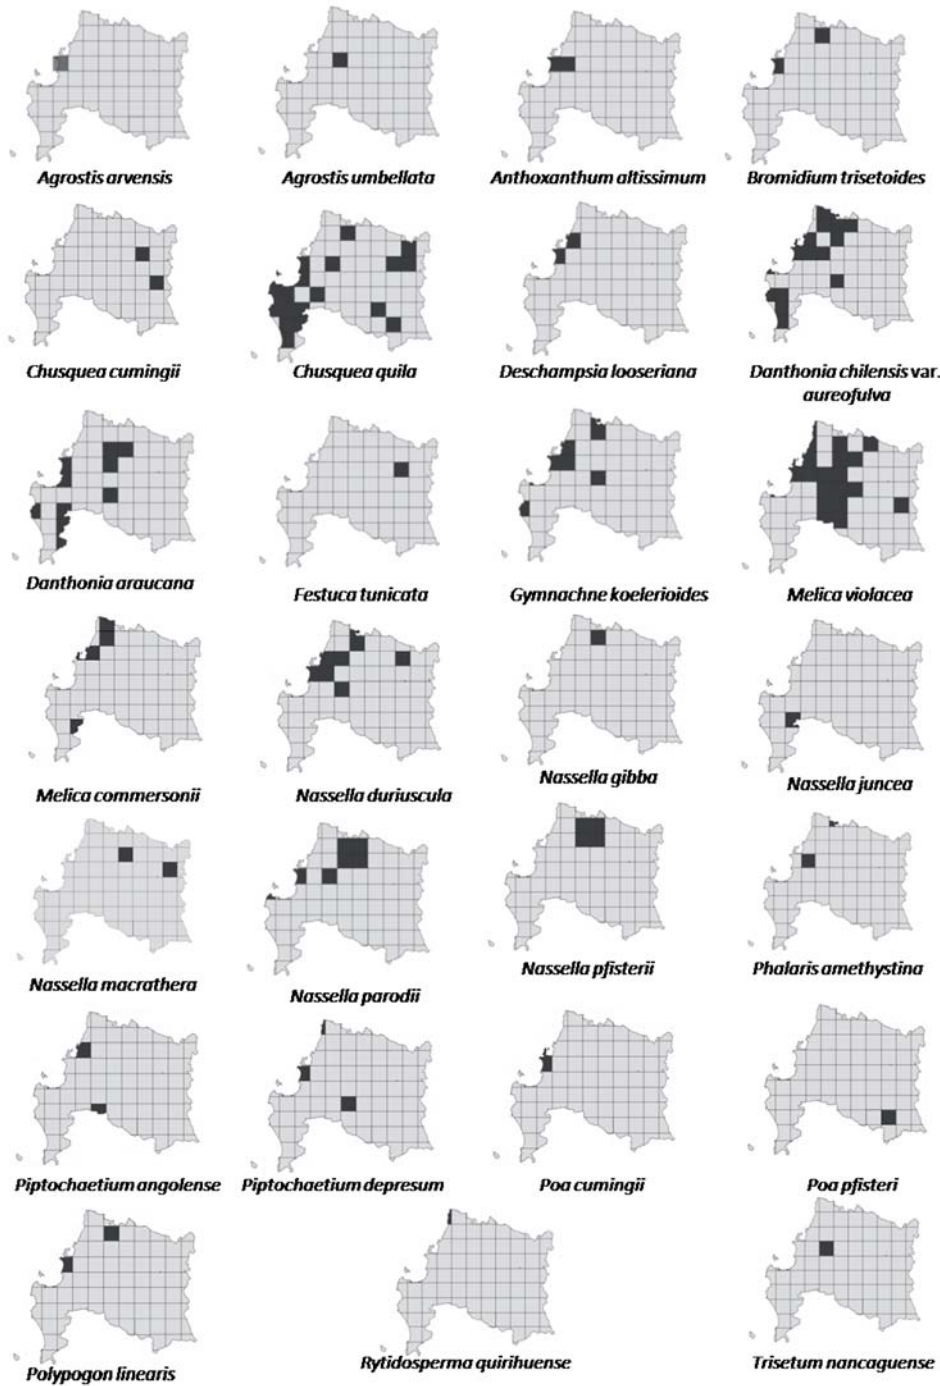 Agrostis arvensis
Agrostis umbellata
Anthoxanthum altissimum
Bromidium trisetoides
Chusquea cumingii
Chusquea quila
Deschampsia looseriana
Danthonia chilensis var.
aureofulva
Danthonia araucana
Festuca tunicata
Gymnachne koelerioides
Melica violacea
Melica commersonii
Nassella duriuscula
Nassella gibba
Nassella juncea
Nassella macrathera
Nassella parodii
Nassella pfisterii
Phalaris amethystina
Piptochaetium angolense
Piptochaetium depresum
Poa cumingii
Poa pfisteri
Polypogon linearis
Rytidosperma quirihuense
Trisetum nancaguense